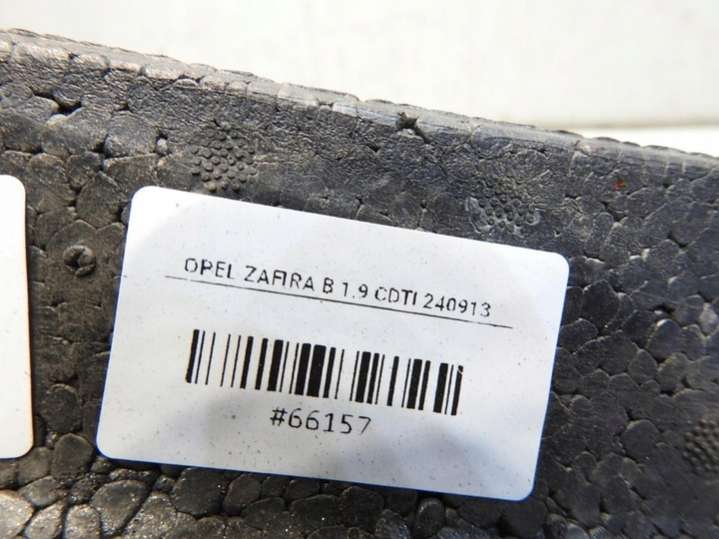 OPEL ZAFIRA B 1.9 CDTI 240913
#66157